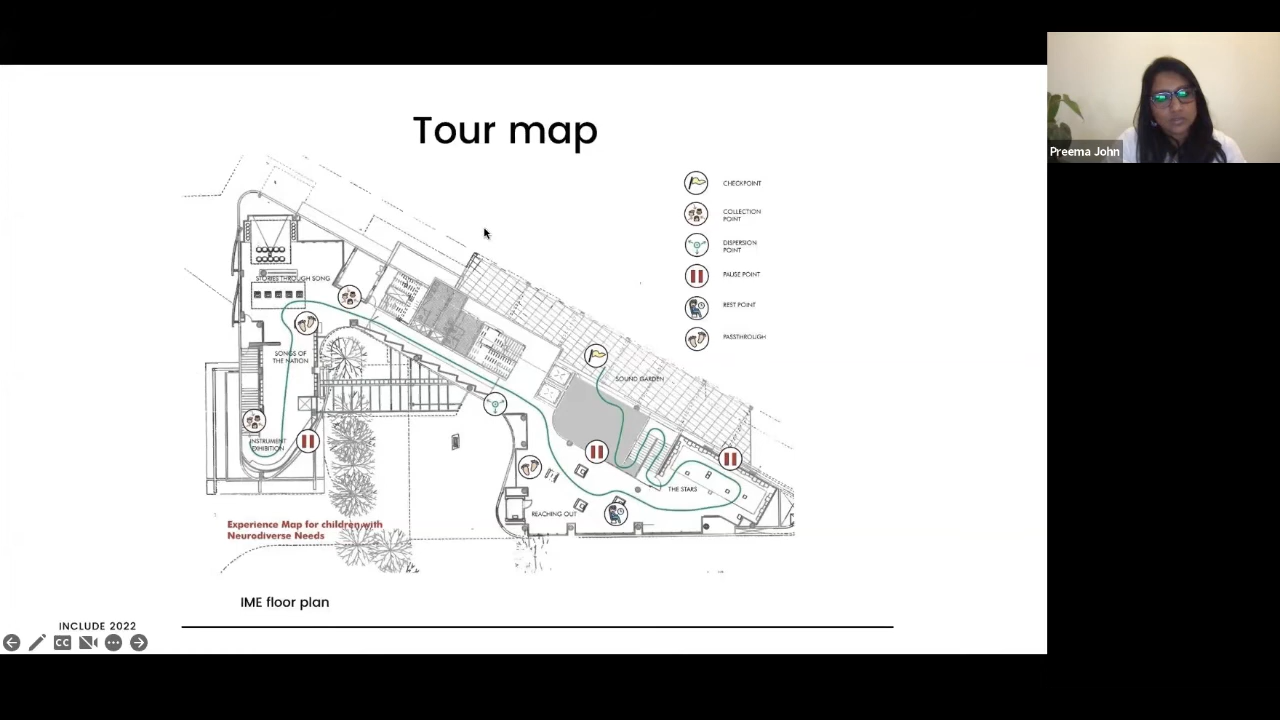 Tour map
Preema John
CHECKPOINT
COLLECTION
POINT
DISPERSION
POINT
PAUSE POINT
REST POINT
PASSTHROUGH
STORIES THROUGH SONG
SONGS OF
THE NATION
SOUND GARDEN
INSTRUMENT
EXHIBITION
THE STARS
REACHING OUT
Experience Map for children with
Neurodiverse Needs
IME floor plan
INCLUDE 2022
CC